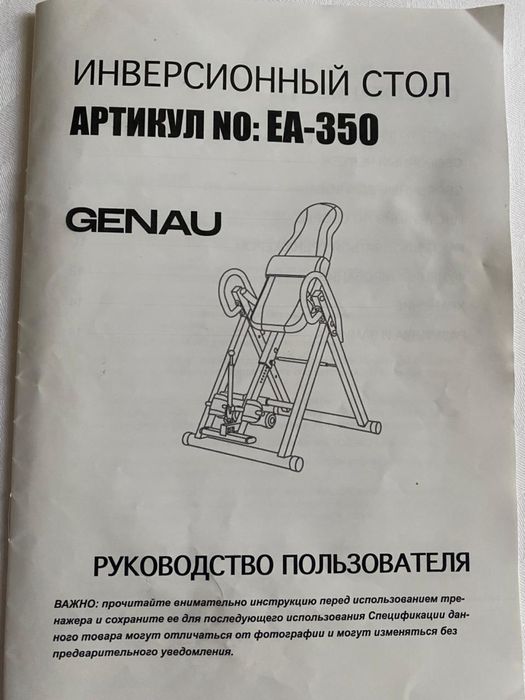 ИНВЕРСИОННЫЙ СТОЛ
АРТИКУЛ NO: EA-350
GENAU
РУКОВОДСТВО ПОЛЬЗОВАТЕЛЯ
ВАЖНО: прочитайте внимательно инструкцию перед использованием тре-
нажера и сохраните ее для последующего использования Спецификации дан-
ного товара могут отличаться от фотографии и могут изменяться без
предварительного уведомления.